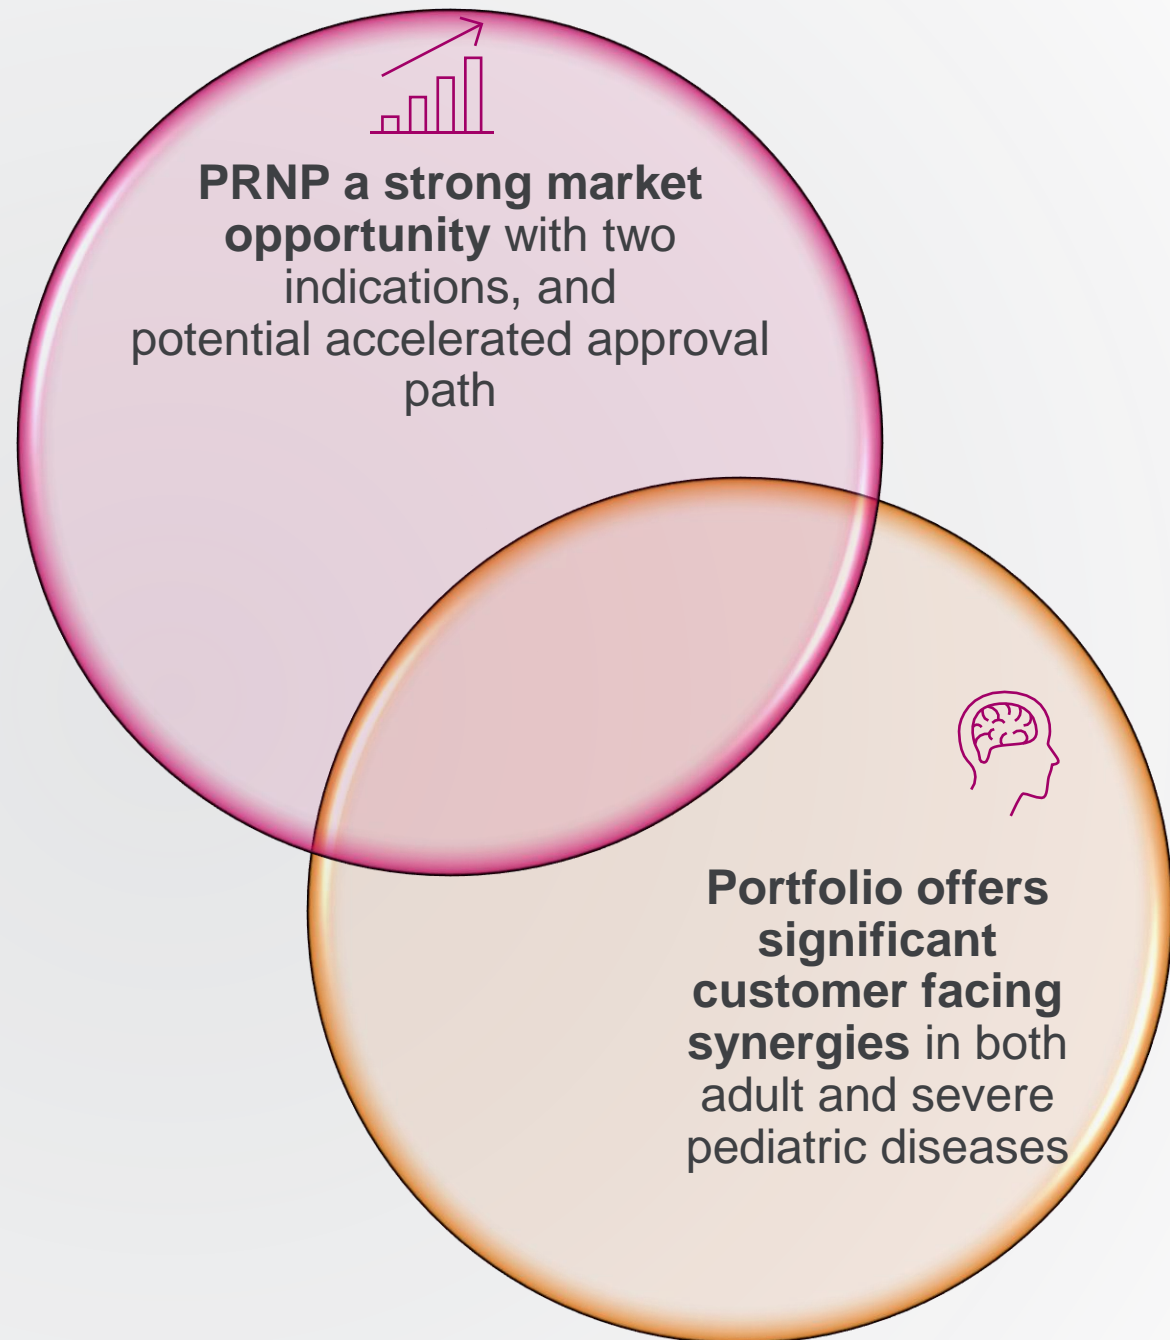 PRNP a strong market
opportunity with two
indications, and
potential accelerated approval
path
Portfolio offers
significant
customer facing
synergies in both
adult and severe
pediatric diseases